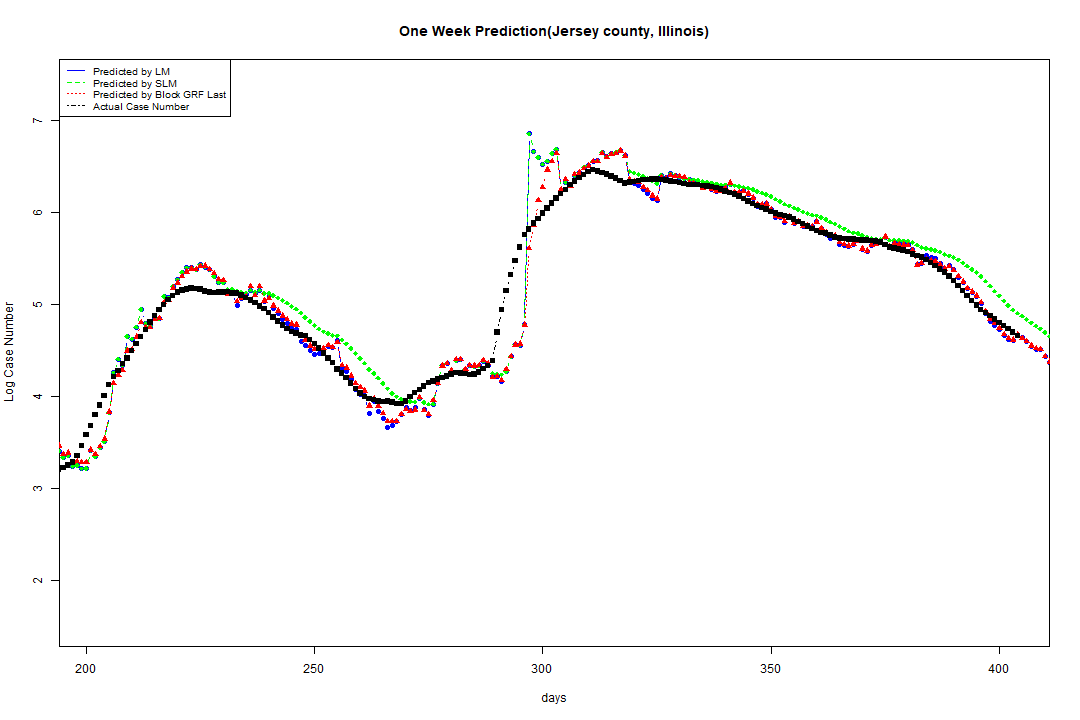 One Week Prediction(Jersey county, Illinois)
Predicted by LM
Predicted by SLM
Predicted by Block GRF Last
Actual Case Number
7
6
5
4
3
2
Log Case Number
200 250 300 350 400
days